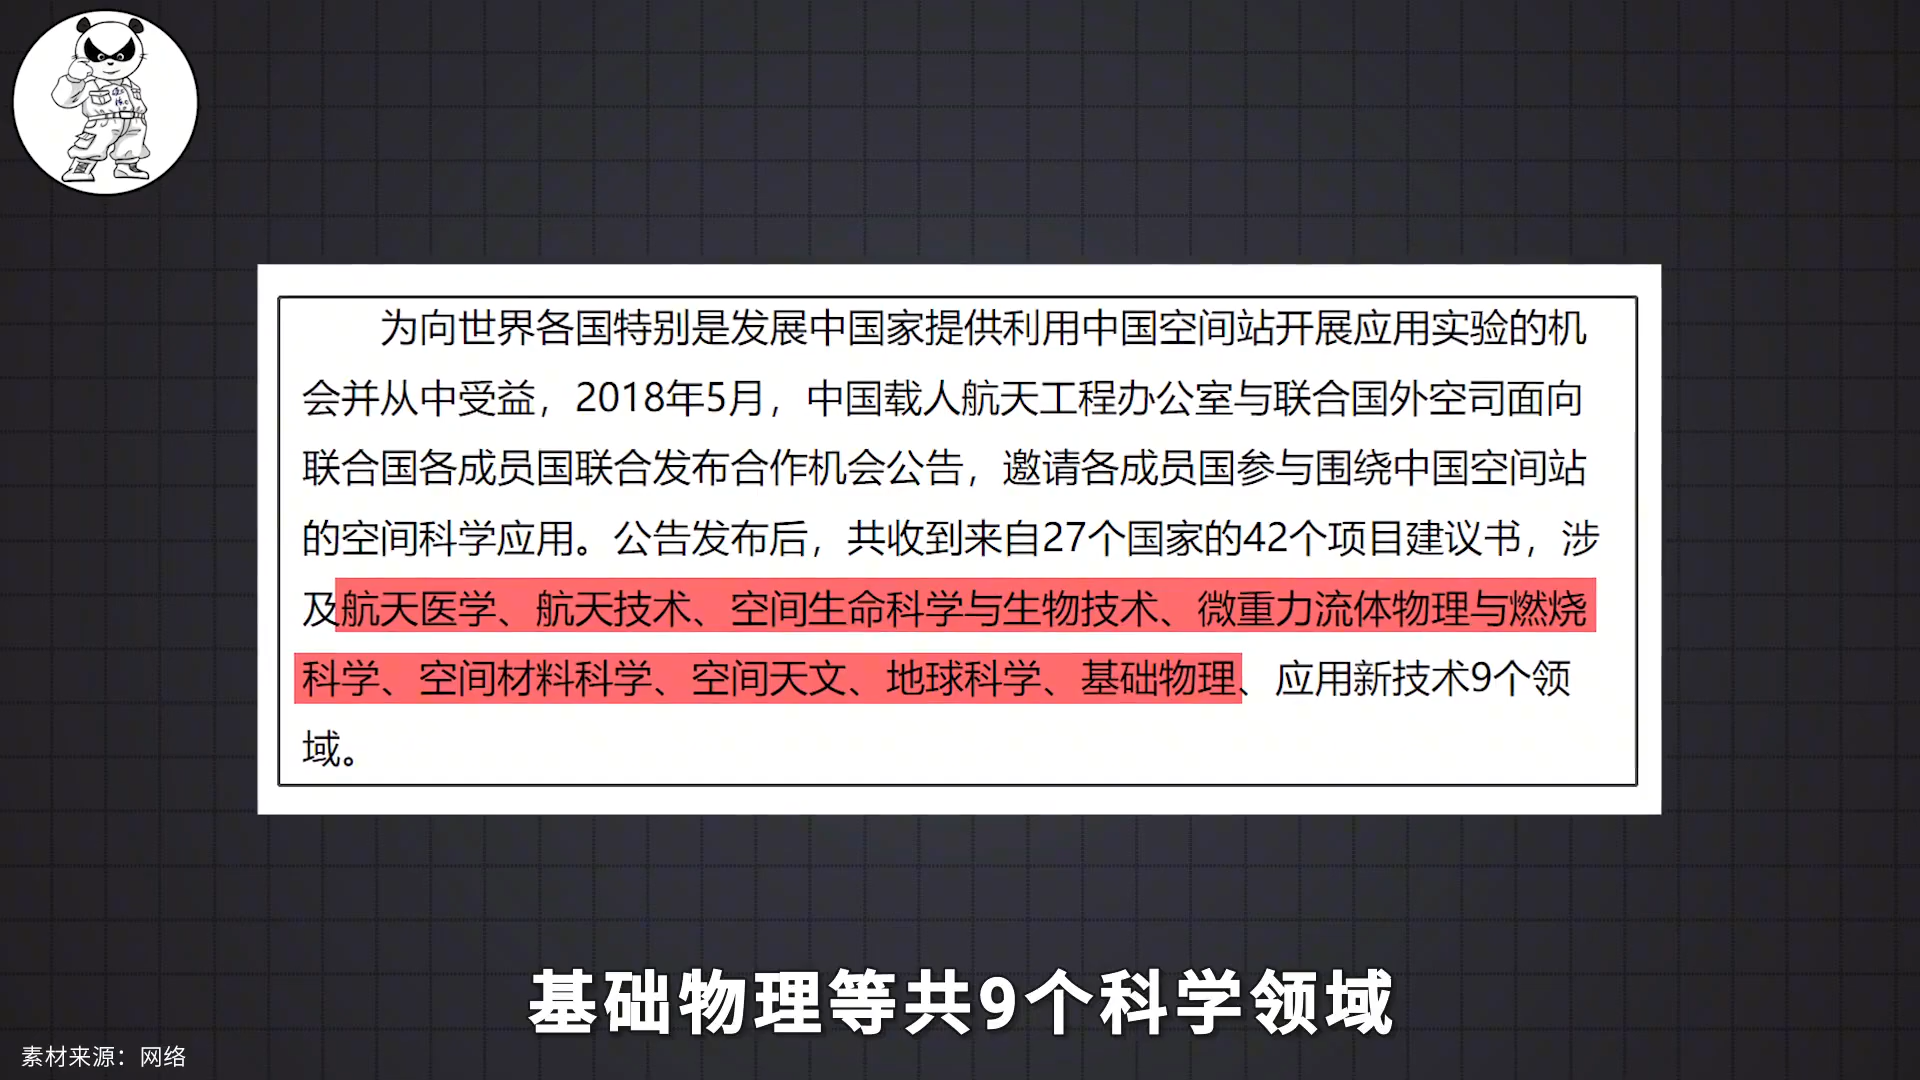 为向世界各国特别是发展中国家提供利用中国空间站开展应用实验的机
会并从中受益，2018年5月，中国载人航天工程办公室与联合国外空司面向
联合国各成员国联合发布合作机会公告，邀请各成员国参与围绕中国空间站
的空间科学应用。公告发布后，共收到来自27个国家的42个项目建议书，涉
及航天医学、航天技术、空间生命科学与生物技术、微重力流体物理与燃烧
科学、空间材料科学、空间天文、地球科学、基础物理、应用新技术9个领
域。
基础物理等共9个科学领域
素材来源：网络